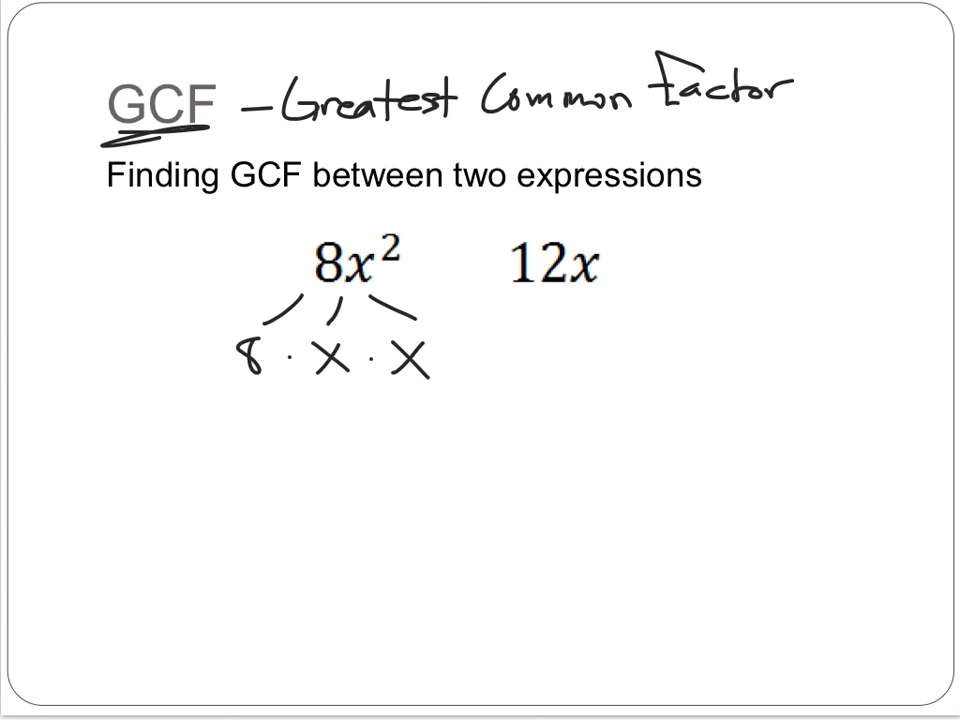 GCF – Greatest Common Factor
Finding GCF between two expressions
8x² 12x
8 · x · x